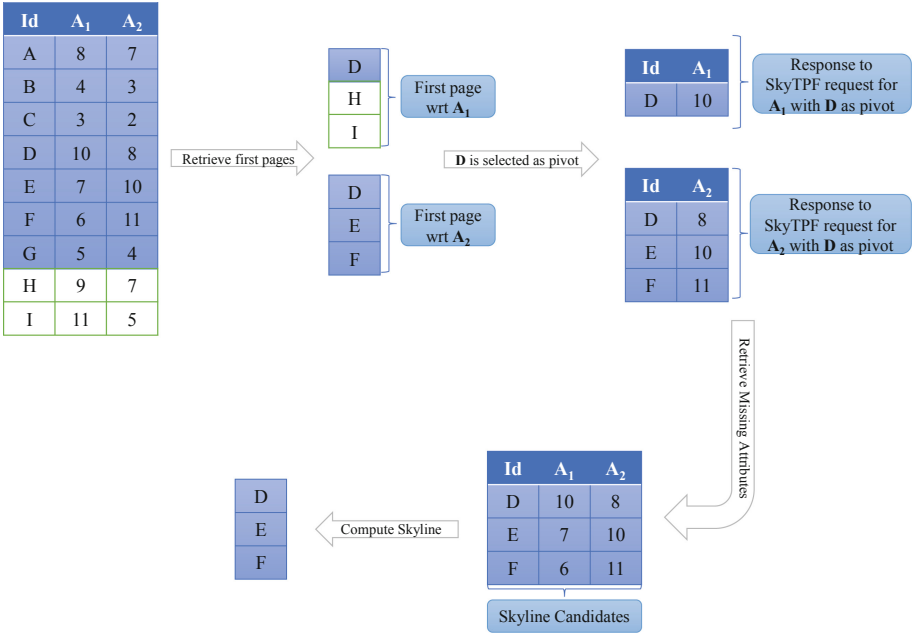 Id A1 A2
A 8 7
B 4 3
C 3 2
D 10 8
E 7 10
F 6 11
G 5 4
H 9 7
I 11 5
Retrieve first pages
D
H
I
First page
wrt A1
D
E
F
First page
wrt A2
D is selected as pivot
Id A1
D 10
Response to
SkyTPF request for
A1 with D as pivot
Id A2
D 8
E 10
F 11
Response to
SkyTPF request for
A2 with D as pivot
Retrieve Missing Attributes
Id A1 A2
D 10 8
E 7 10
F 6 11
Skyline Candidates
Compute Skyline
D
E
F